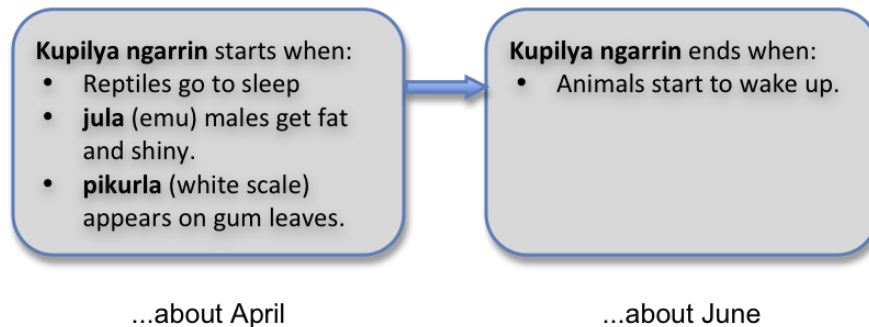 Kupilya ngarrin starts when:
• Reptiles go to sleep
• jula (emu) males get fat
and shiny.
• pikurla (white scale)
appears on gum leaves.
Kupilya ngarrin ends when:
• Animals start to wake up.
...about April
...about June